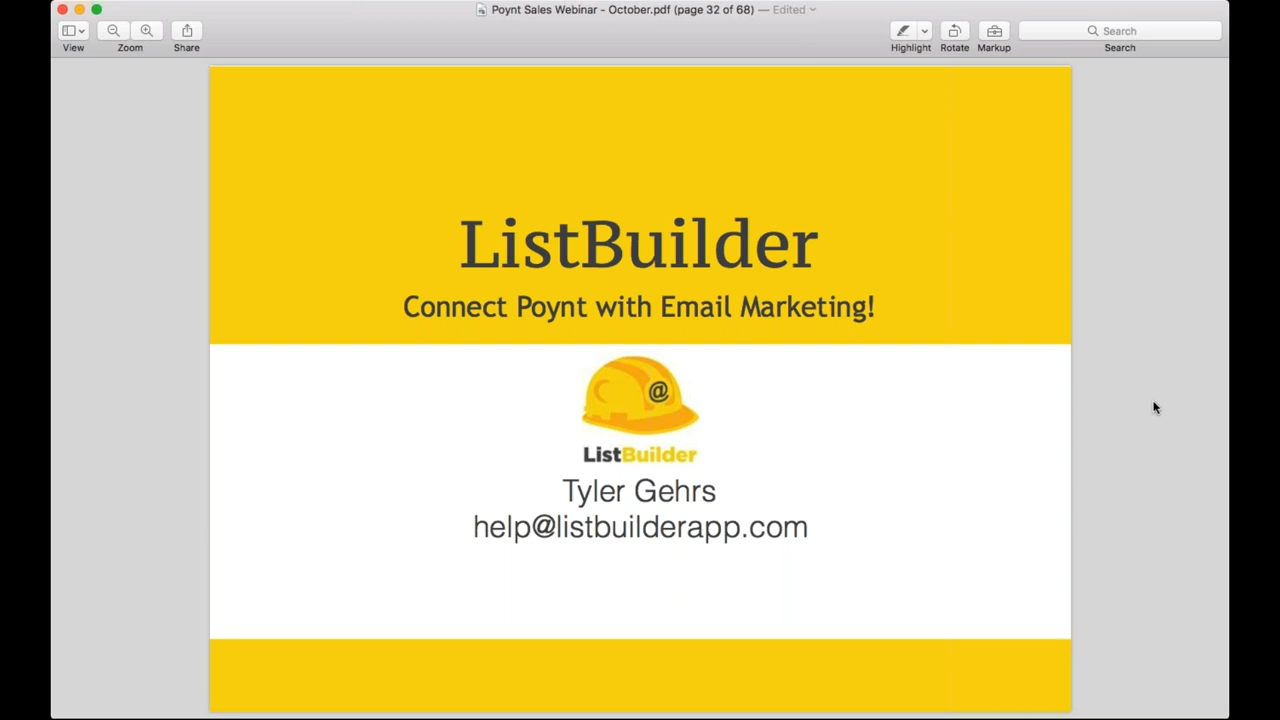 Poynt Sales Webinar - October.pdf (page 32 of 68) — Edited
View Zoom Share Highlight Rotate Markup Search
Search
ListBuilder
Connect Poynt with Email Marketing!
@
ListBuilder
Tyler Gehrs
help@listbuilderapp.com